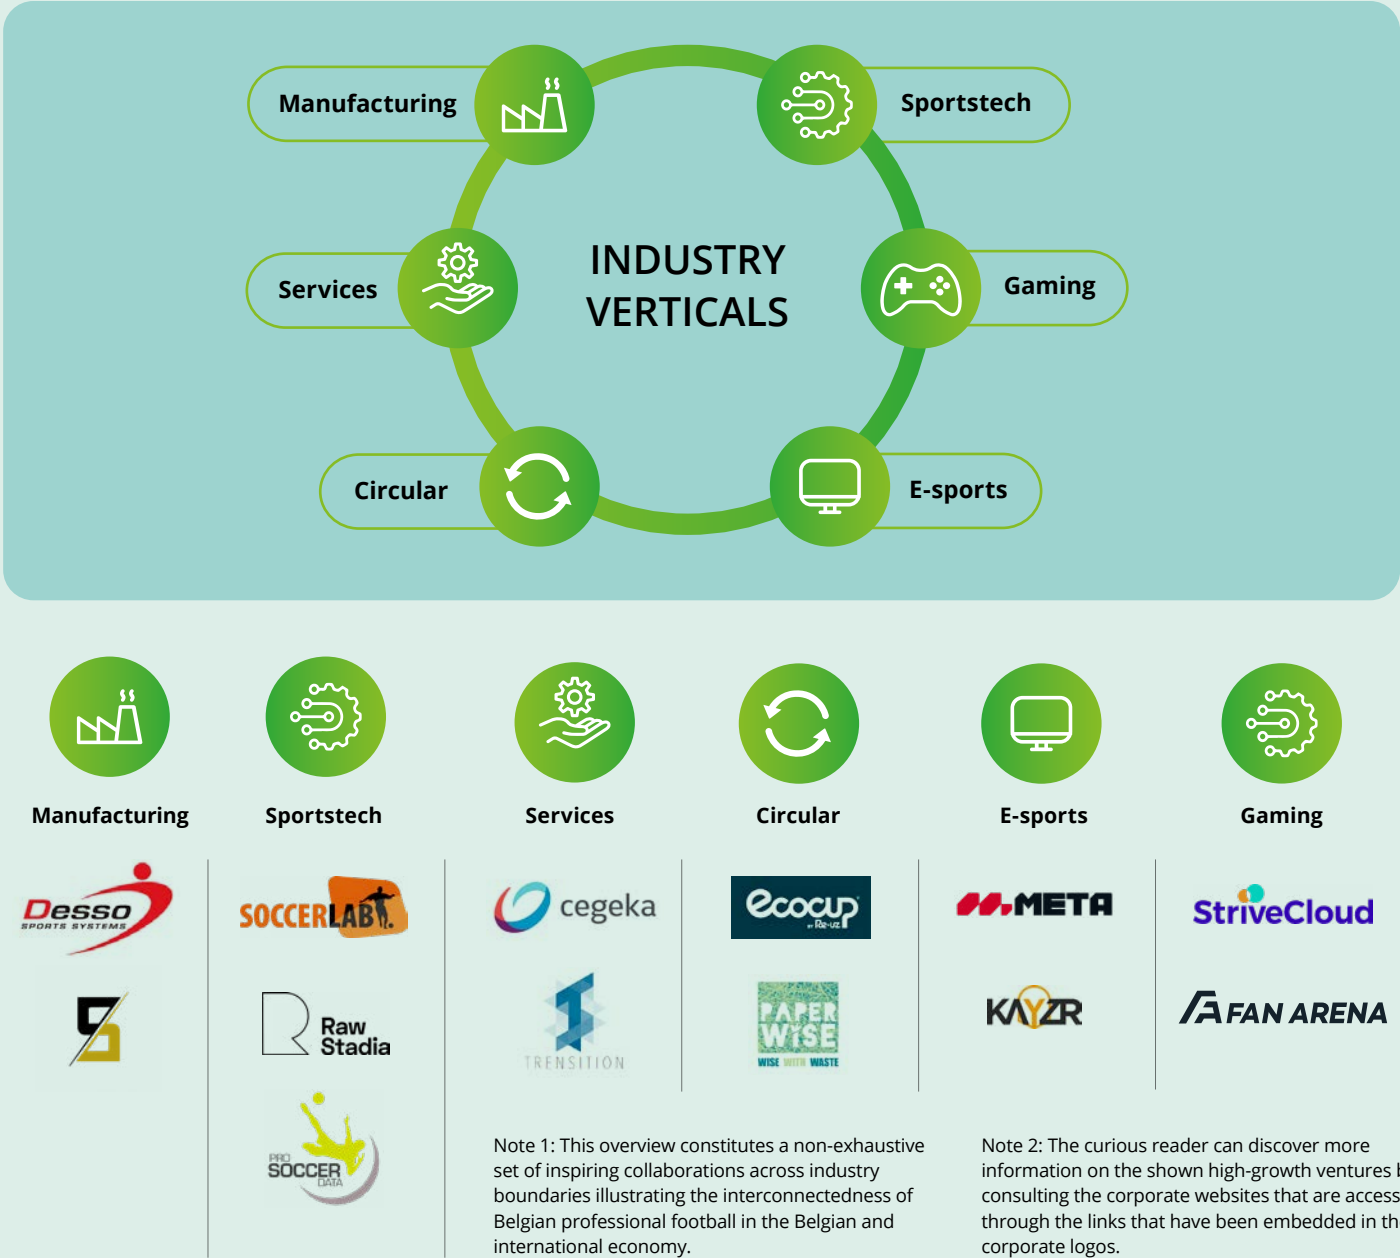 Manufacturing
Sportstech
INDUSTRY
VERTICALS
Services
Gaming
Circular
E-sports
Manufacturing
Sportstech
Services
Circular
E-sports
Gaming
Desso
SPORTS SYSTEMS
SOCCERLAB
Raw
Stadia
PRO
SOCCER
DATA
cegeka
TRENSITION
ecocup
BY Re-uz
PAPER
WISE
WISE WITH WASTE
META
KAYZR
StriveCloud
FAN ARENA
Note 1: This overview constitutes a non-exhaustive
set of inspiring collaborations across industry
boundaries illustrating the interconnectedness of
Belgian professional football in the Belgian and
international economy.
Note 2: The curious reader can discover more
information on the shown high-growth ventures
consulting the corporate websites that are access
through the links that have been embedded in th
corporate logos.